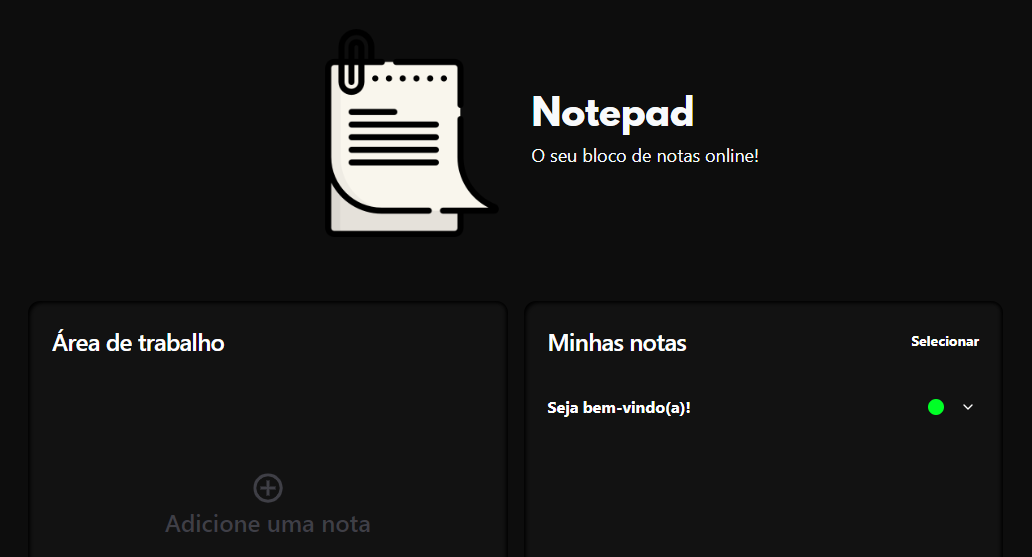 Notepad
O seu bloco de notas online!
Área de trabalho
Adicione uma nota
Minhas notas
Selecionar
Seja bem-vindo(a)!